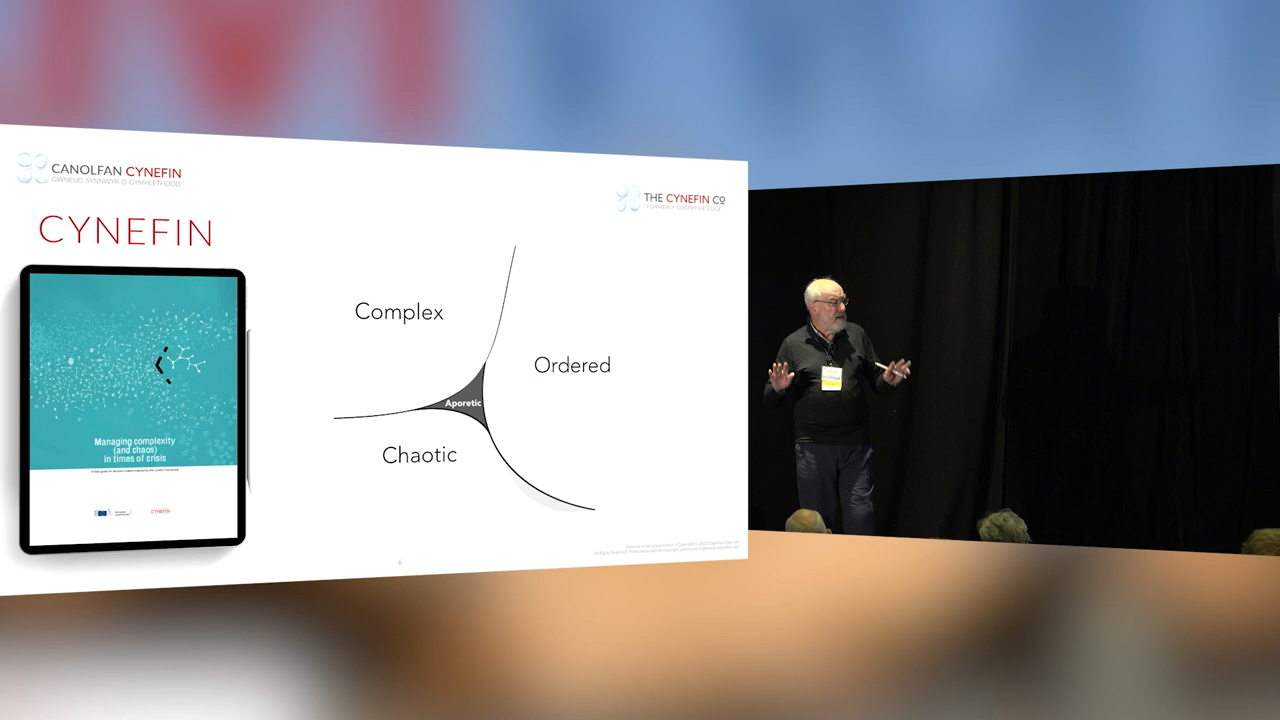 CANOLFAN CYNEFIN
GWNEUD SYNNWYR O GYMHLETHOD
THE CYNEFIN CO
FORMERLY COGNITIVE EDGE
CYNEFIN
Managing complexity
(and chaos)
in times of crisis
CYNEFIN
Complex
Ordered
Aporetic
Chaotic
6